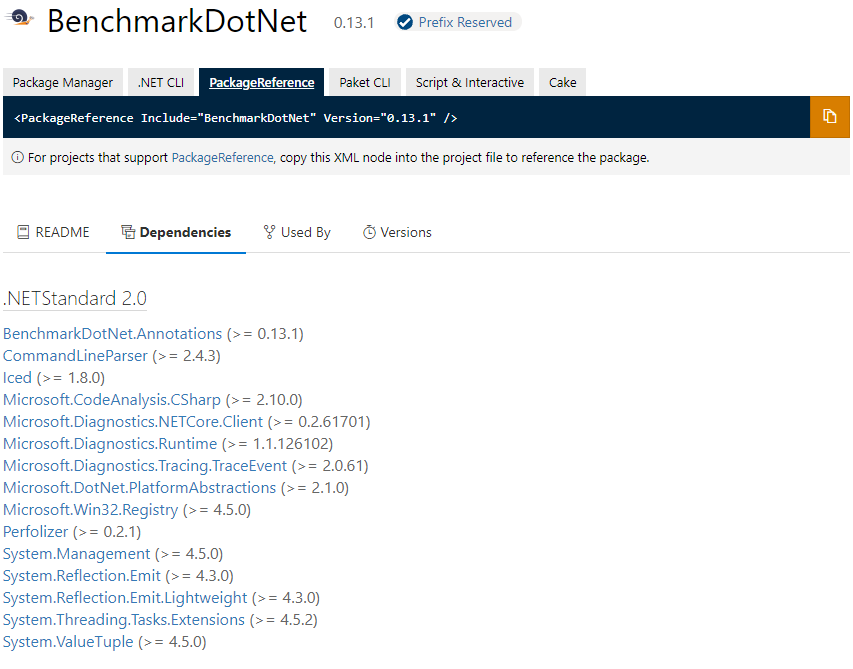 BenchmarkDotNet 0.13.1 Prefix Reserved
Package Manager .NET CLI PackageReference Paket CLI Script & Interactive Cake
<PackageReference Include="BenchmarkDotNet" Version="0.13.1" />
For projects that support PackageReference, copy this XML node into the project file to reference the package.
README Dependencies Used By Versions
.NETStandard 2.0
BenchmarkDotNet.Annotations (>= 0.13.1)
CommandLineParser (>= 2.4.3)
Iced (>= 1.8.0)
Microsoft.CodeAnalysis.CSharp (>= 2.10.0)
Microsoft.Diagnostics.NETCore.Client (>= 0.2.61701)
Microsoft.Diagnostics.Runtime (>= 1.1.126102)
Microsoft.Diagnostics.Tracing.TraceEvent (>= 2.0.61)
Microsoft.DotNet.PlatformAbstractions (>= 2.1.0)
Microsoft.Win32.Registry (>= 4.5.0)
Perfolizer (>= 0.2.1)
System.Management (>= 4.5.0)
System.Reflection.Emit (>= 4.3.0)
System.Reflection.Emit.Lightweight (>= 4.3.0)
System.Threading.Tasks.Extensions (>= 4.5.2)
System.ValueTuple (>= 4.5.0)